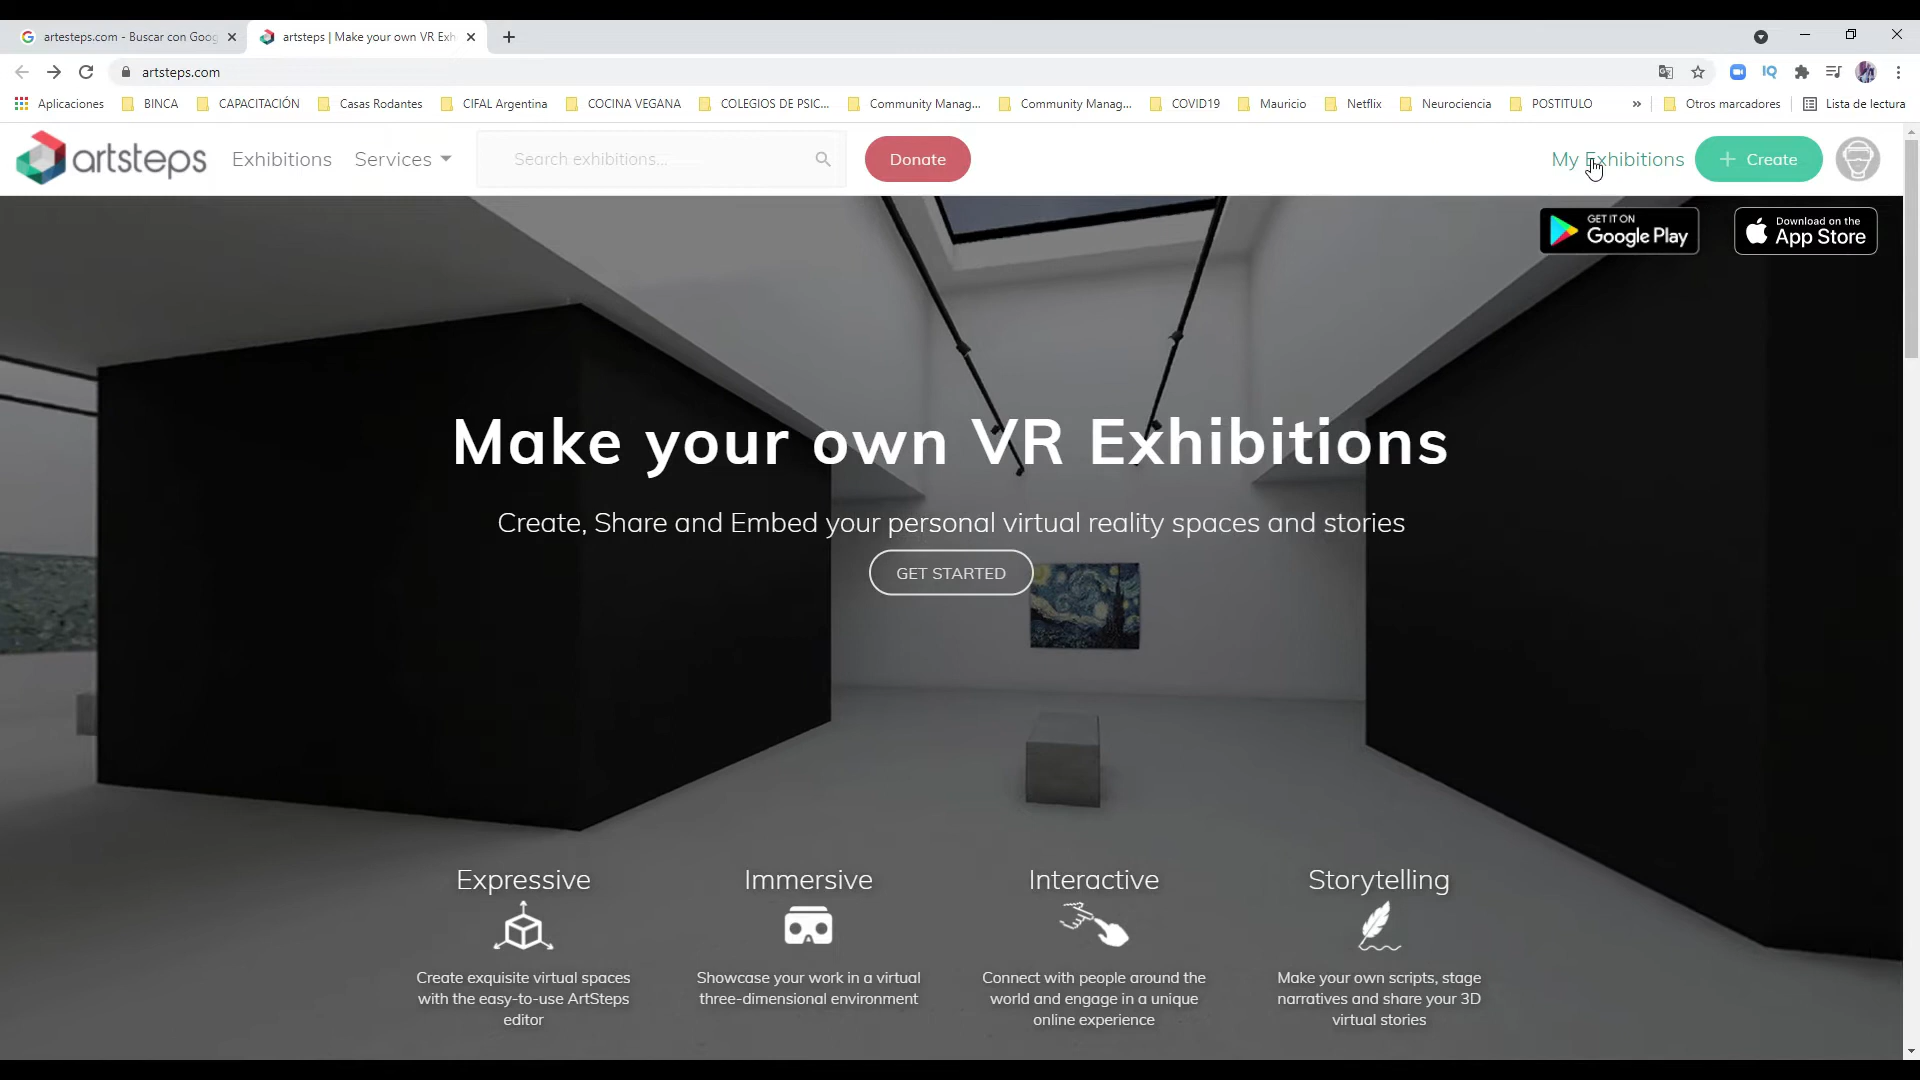 artesteps.com - Buscar con Goog
artsteps | Make your own VR Exh
artsteps.com
Aplicaciones
BINCA
CAPACITACIÓN
Casas Rodantes
CIFAL Argentina
COCINA VEGANA
COLEGIOS DE PSIC...
Community Manag...
Community Manag...
COVID19
Mauricio
Netflix
Neurociencia
POSTITULO
»
Otros marcadores
Lista de lectura
artsteps
Exhibitions
Services
Search exhibitions...
Donate
My Exhibitions
+ Create
GET IT ON
Google Play
Download on the
App Store
Make your own VR Exhibitions
Create, Share and Embed your personal virtual reality spaces and stories
GET STARTED
Expressive
Create exquisite virtual spaces
with the easy-to-use ArtSteps
editor
Immersive
Showcase your work in a virtual
three-dimensional environment
Interactive
Connect with people around the
world and engage in a unique
online experience
Storytelling
Make your own scripts, stage
narratives and share your 3D
virtual stories